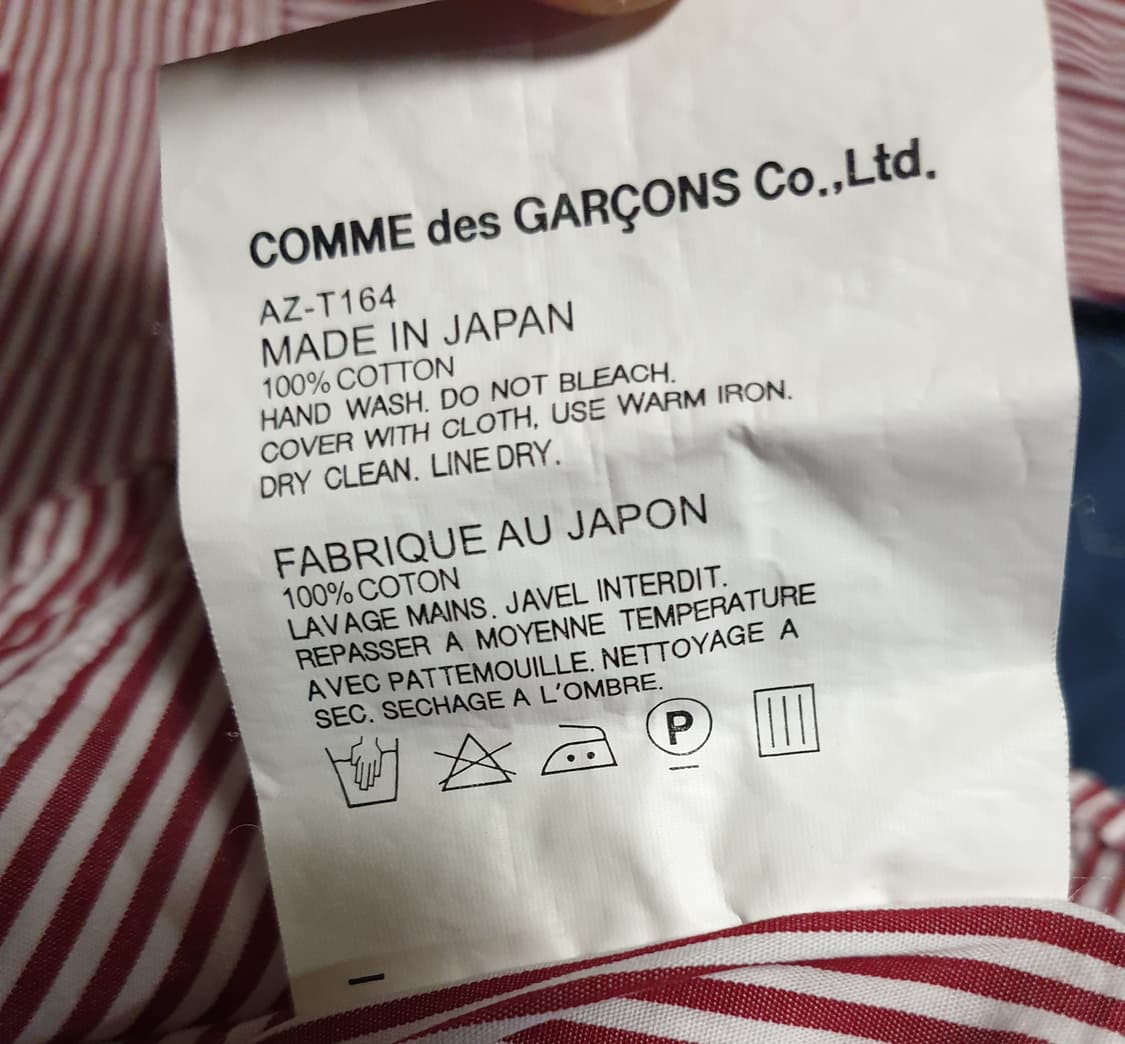 COMME des GARÇONS Co.,Ltd.
AZ-T164
MADE IN JAPAN
100% COTTON
HAND WASH. DO NOT BLEACH.
COVER WITH CLOTH, USE WARM IRON.
DRY CLEAN. LINE DRY.
FABRIQUE AU JAPON
100% COTON
LAVAGE MAINS. JAVEL INTERDIT.
REPASSER A MOYENNE TEMPERATURE
AVEC PATTEMOUILLE. NETTOYAGE A
SEC. SECHAGE A L'OMBRE.
P